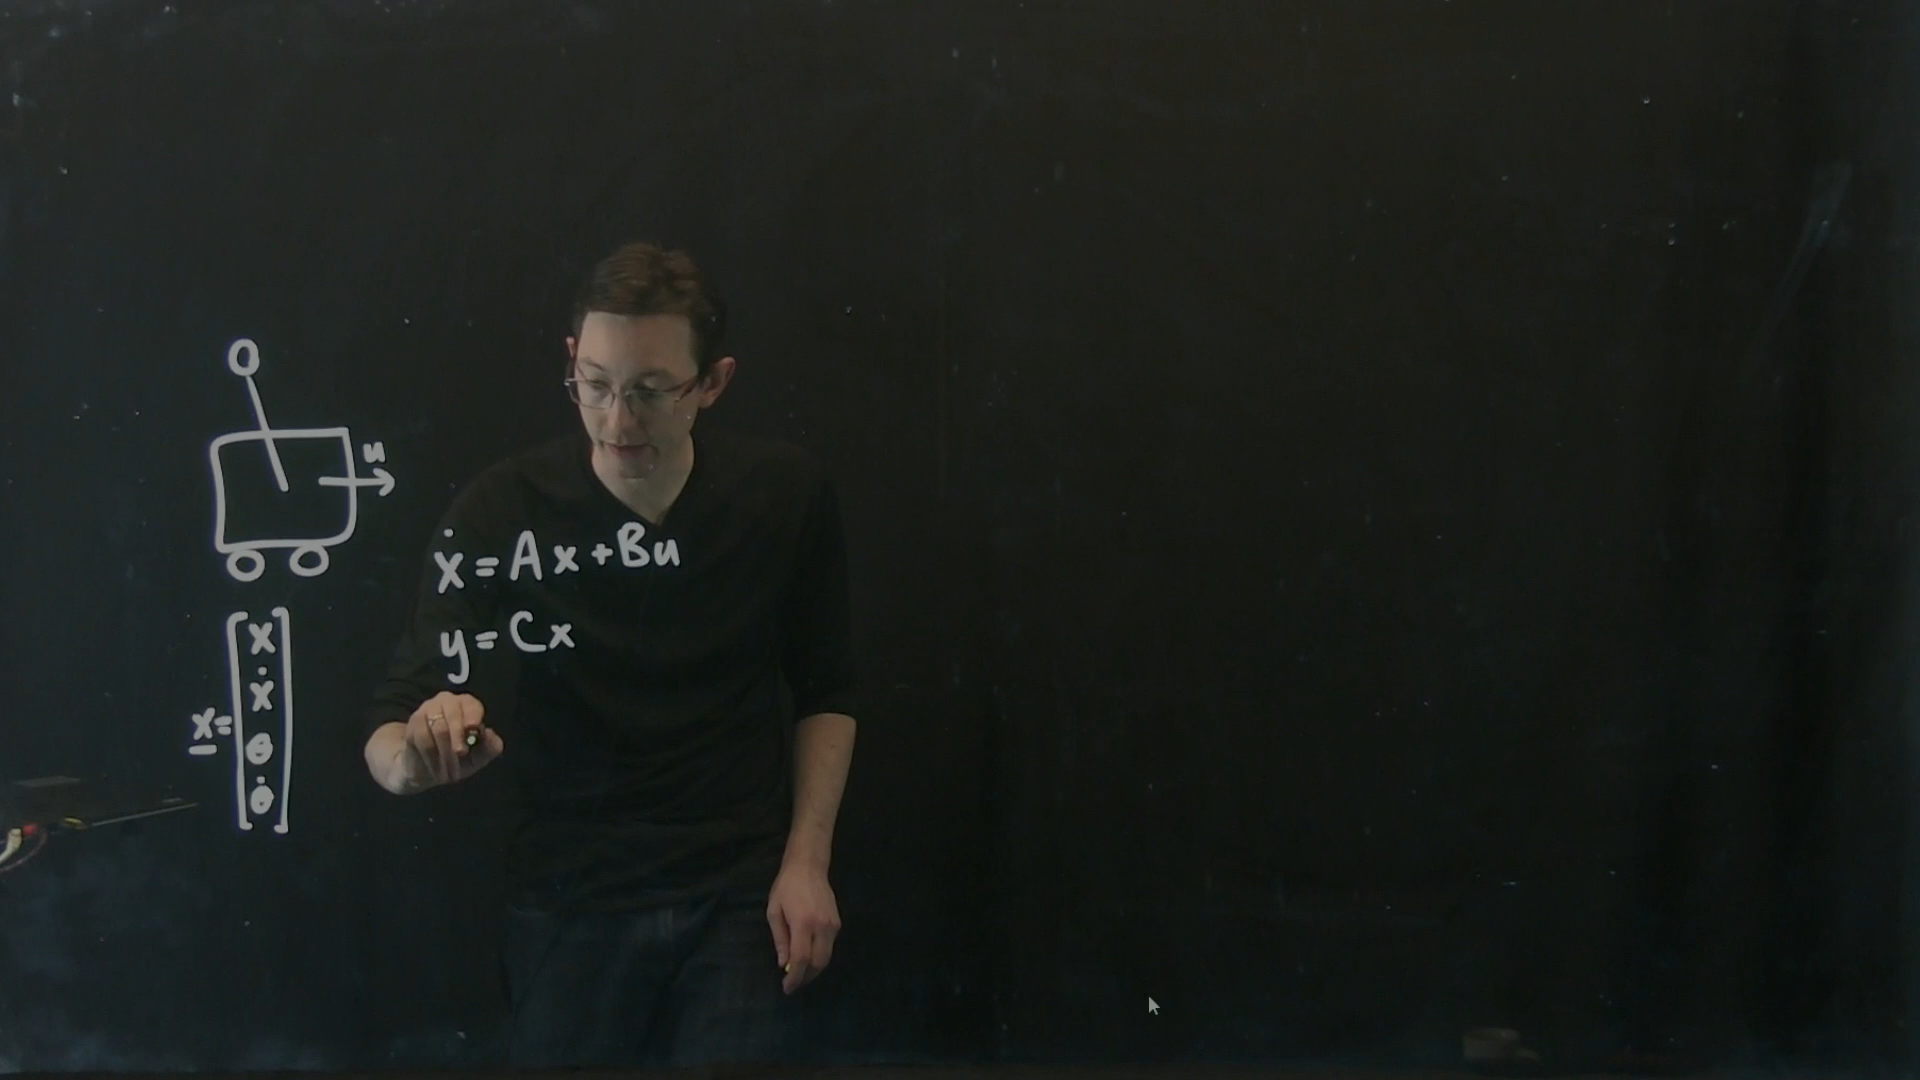 u
ẋ = Ax + Bu
y = Cx
x = [x
ẋ
θ
θ̇]